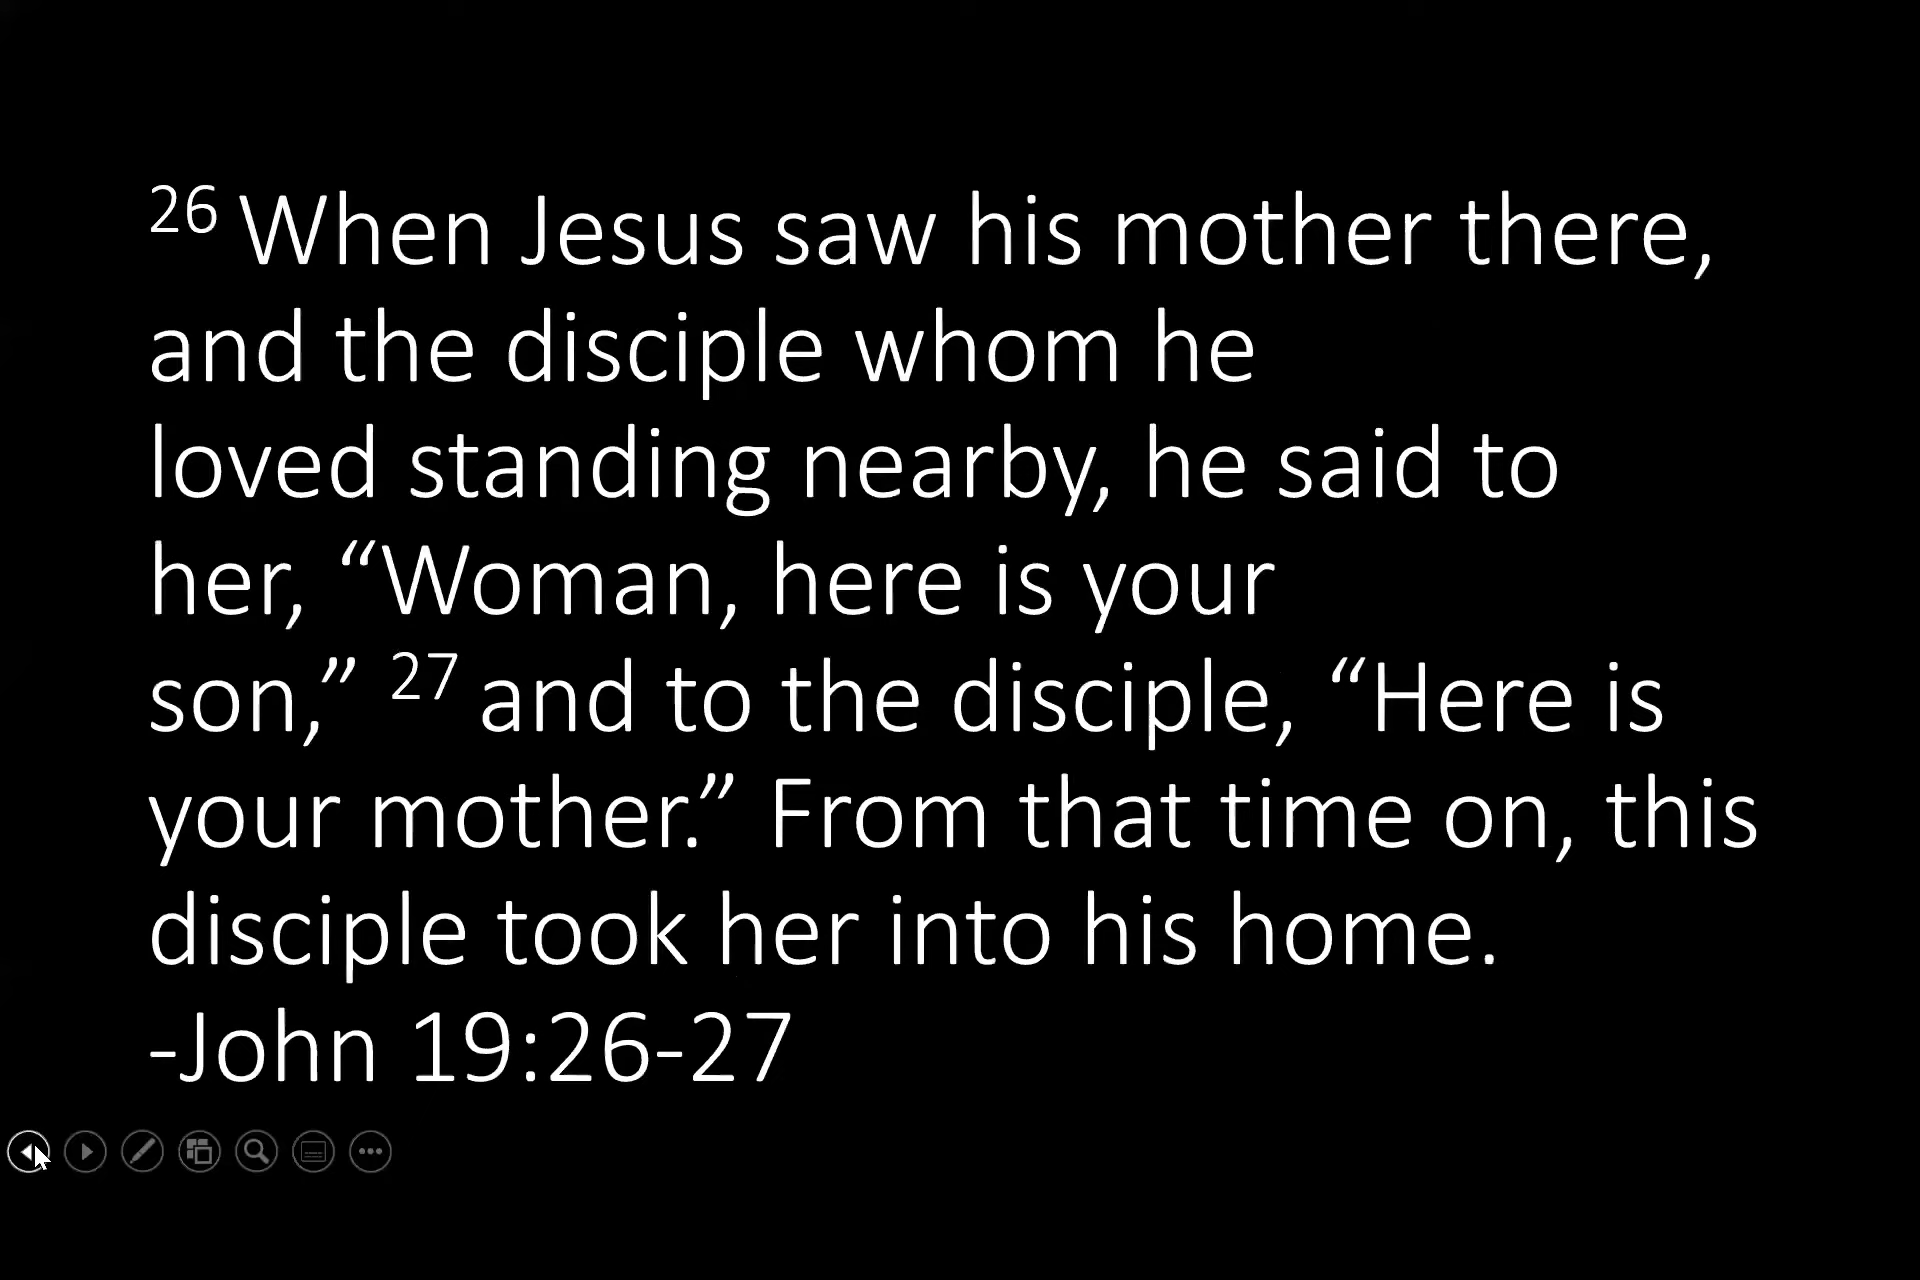 26 When Jesus saw his mother there,
and the disciple whom he
loved standing nearby, he said to
her, “Woman, here is your
son,” 27 and to the disciple, “Here is
your mother.” From that time on, this
disciple took her into his home.
-John 19:26-27